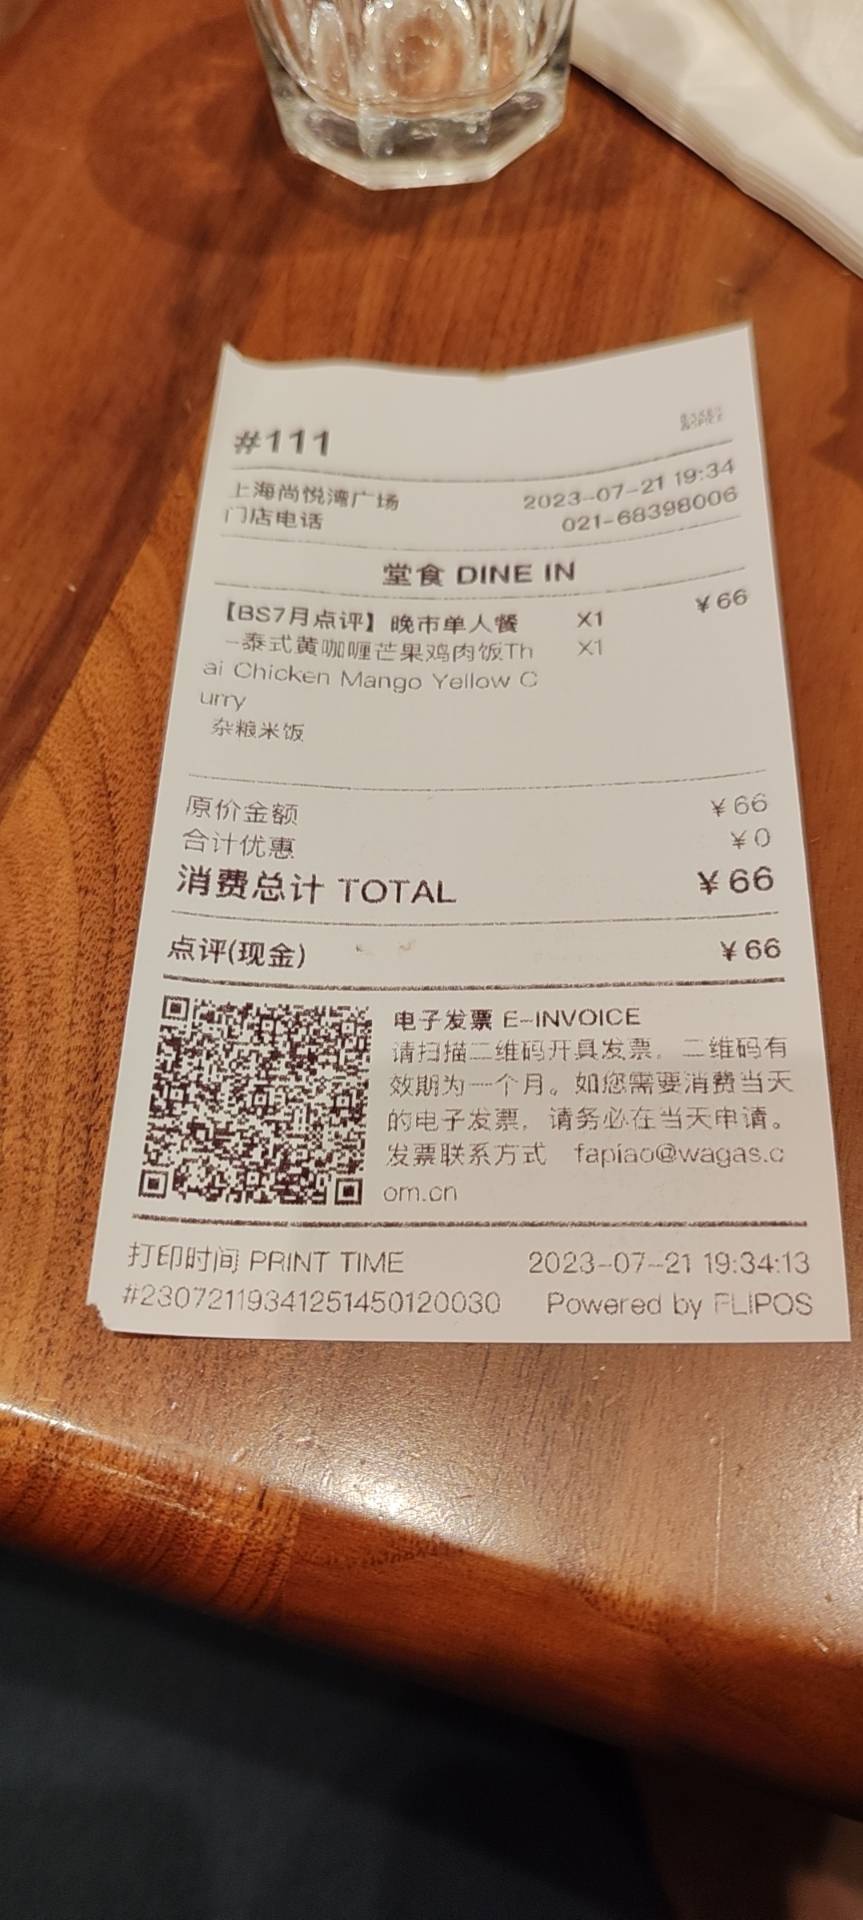 #111
上海尚悦湾广场 2023-07-21 19:34
门店电话 021-68398006
堂食 DINE IN
【BS7月点评】晚市单人餐 X1 ￥66
-泰式黄咖喱芒果鸡肉饭Th X1
ai Chicken Mango Yellow C
urry
杂粮米饭
原价金额 ￥66
合计优惠 ￥0
消费总计 TOTAL ￥66
点评(现金) ￥66
电子发票 E-INVOICE
请扫描二维码开具发票，二维码有
效期为一个月。如您需要消费当天
的电子发票，请务必在当天申请。
发票联系方式 fapiao@wagas.c
om.cn
打印时间 PRINT TIME 2023-07-21 19:34:13
#23072119341251450120030 Powered by FLIPOS